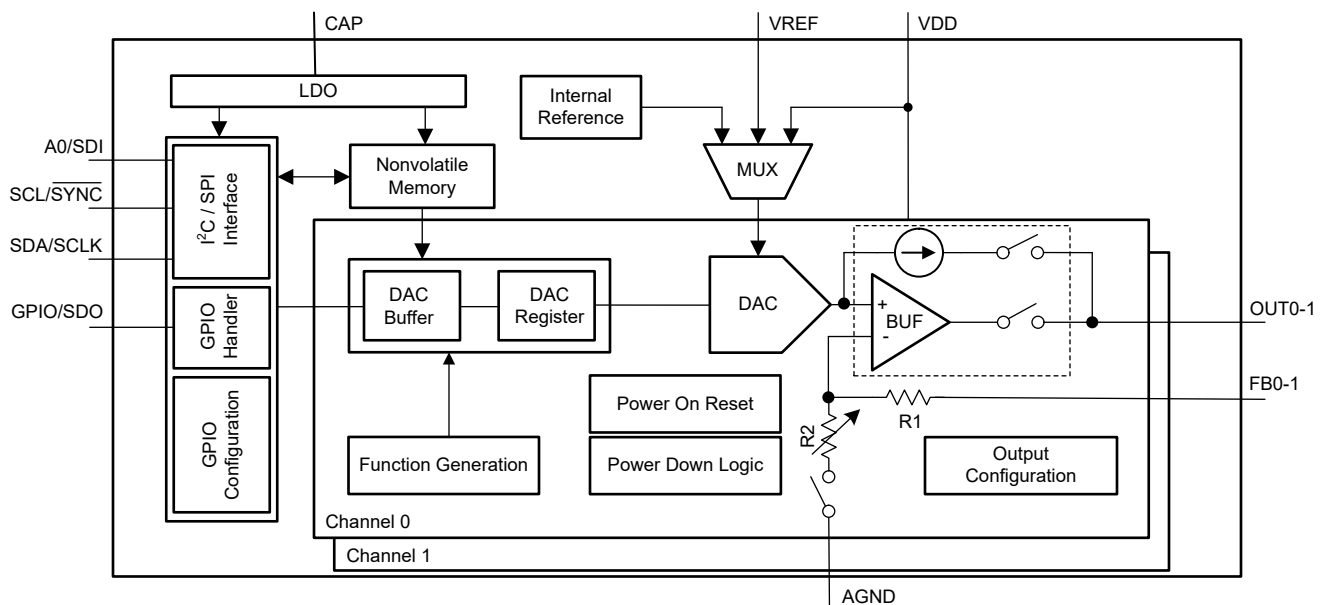 CAP
VREF
VDD
LDO
Internal
Reference
A0/SDI
SCL/SYNC
SDA/SCLK
GPIO/SDO
I²C / SPI
Interface
GPIO
Handler
GPIO
Configuration
Nonvolatile
Memory
MUX
DAC
Buffer
DAC
Register
DAC
+
BUF
-
OUT0-1
FB0-1
R1
R2
Function Generation
Power On Reset
Power Down Logic
Output
Configuration
Channel 0
Channel 1
AGND